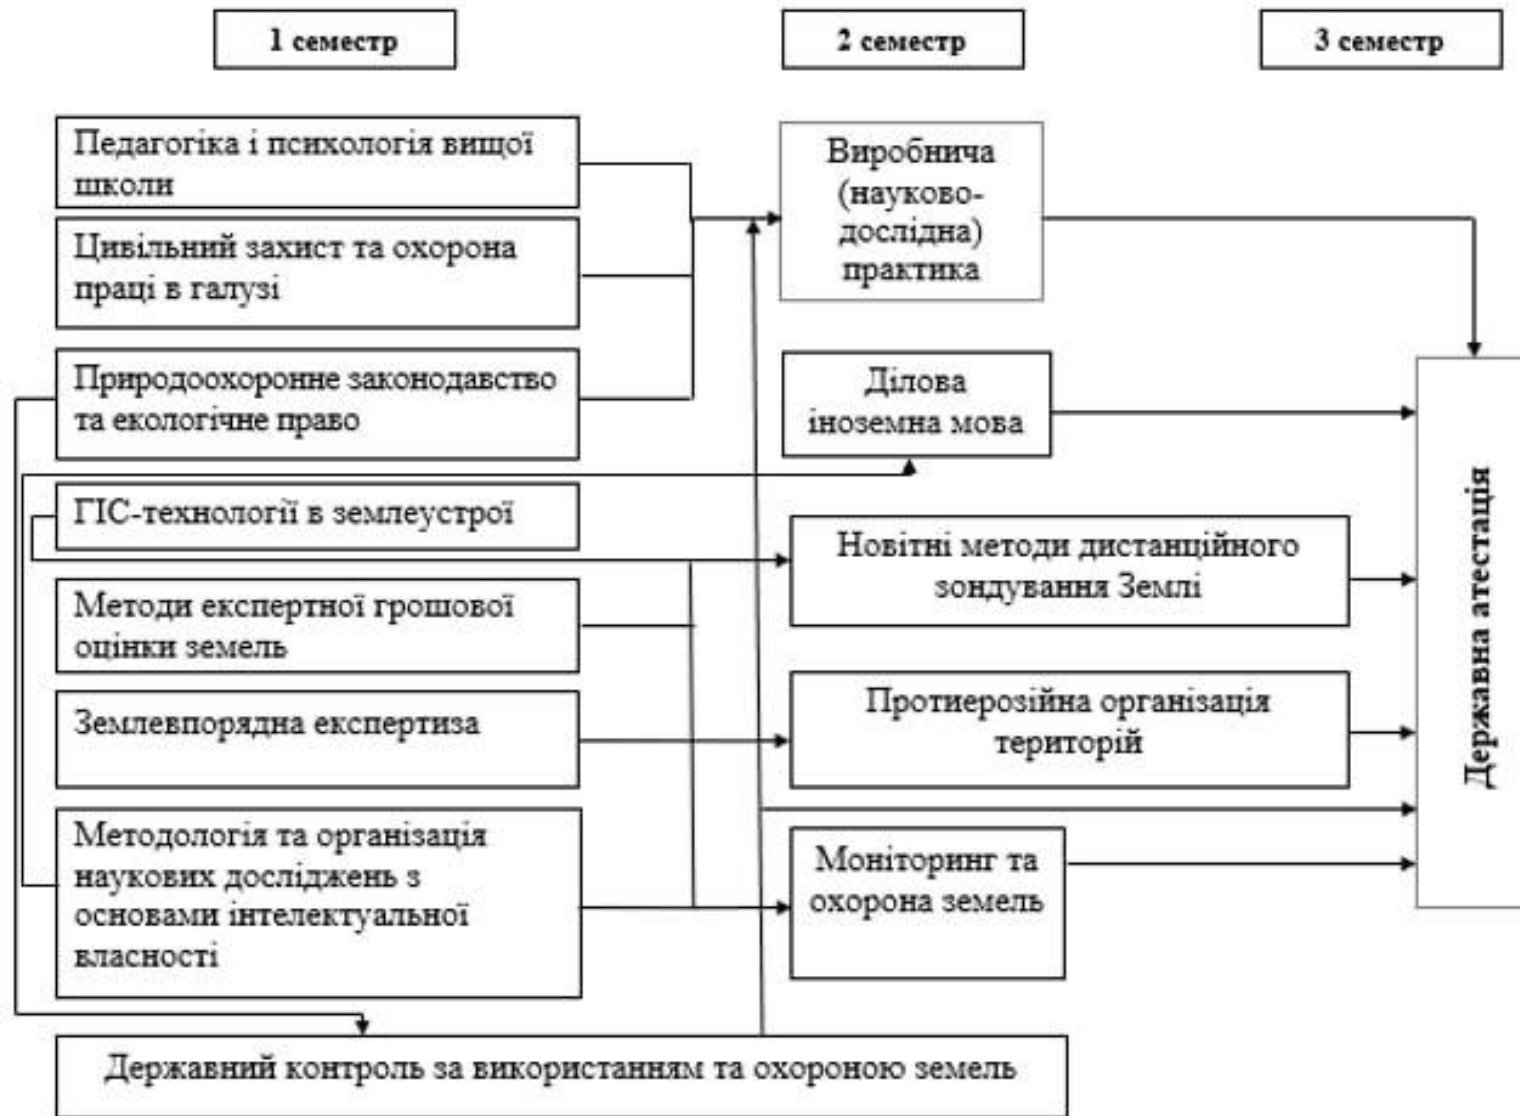 1 семестр
2 семестр
3 семестр
Педагогіка і психологія вищої
школи
Цивільний захист та охорона
праці в галузі
Природоохоронне законодавство
та екологічне право
ГІС-технології в землеустрої
Методи експертної грошової
оцінки земель
Землевпорядна експертиза
Методологія та організація
наукових досліджень з
основами інтелектуальної
власності
Державний контроль за використанням та охороною земель
Виробнича
(науково-
дослідна)
практика
Ділова
іноземна мова
Новітні методи дистанційного
зондування Землі
Протиерозійна організація
територій
Моніторинг та
охорона земель
Державна атестація